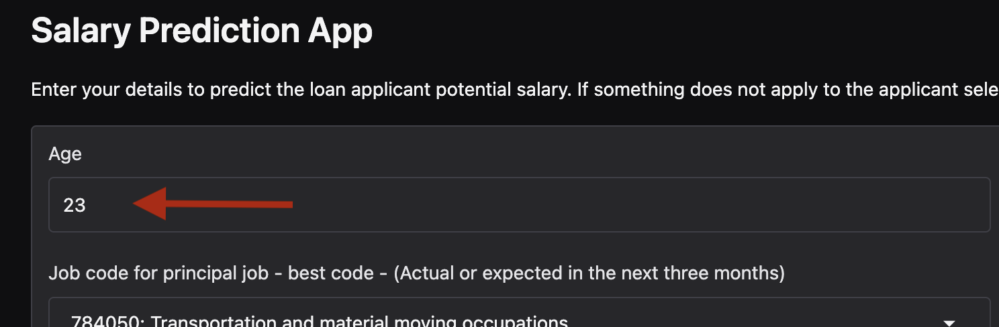 Salary Prediction App
Enter your details to predict the loan applicant potential salary. If something does not apply to the applicant sele
Age
23
Job code for principal job - best code - (Actual or expected in the next three months)
784050: Transportation and material moving occupations